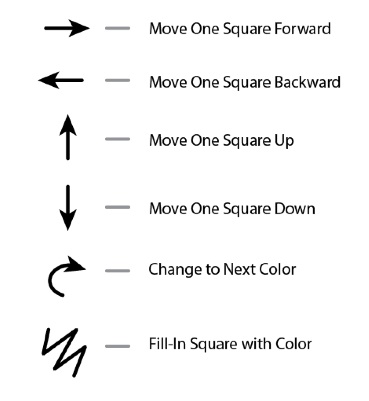 Move One Square Forward
Move One Square Backward
Move One Square Up
Move One Square Down
Change to Next Color
Fill-In Square with Color